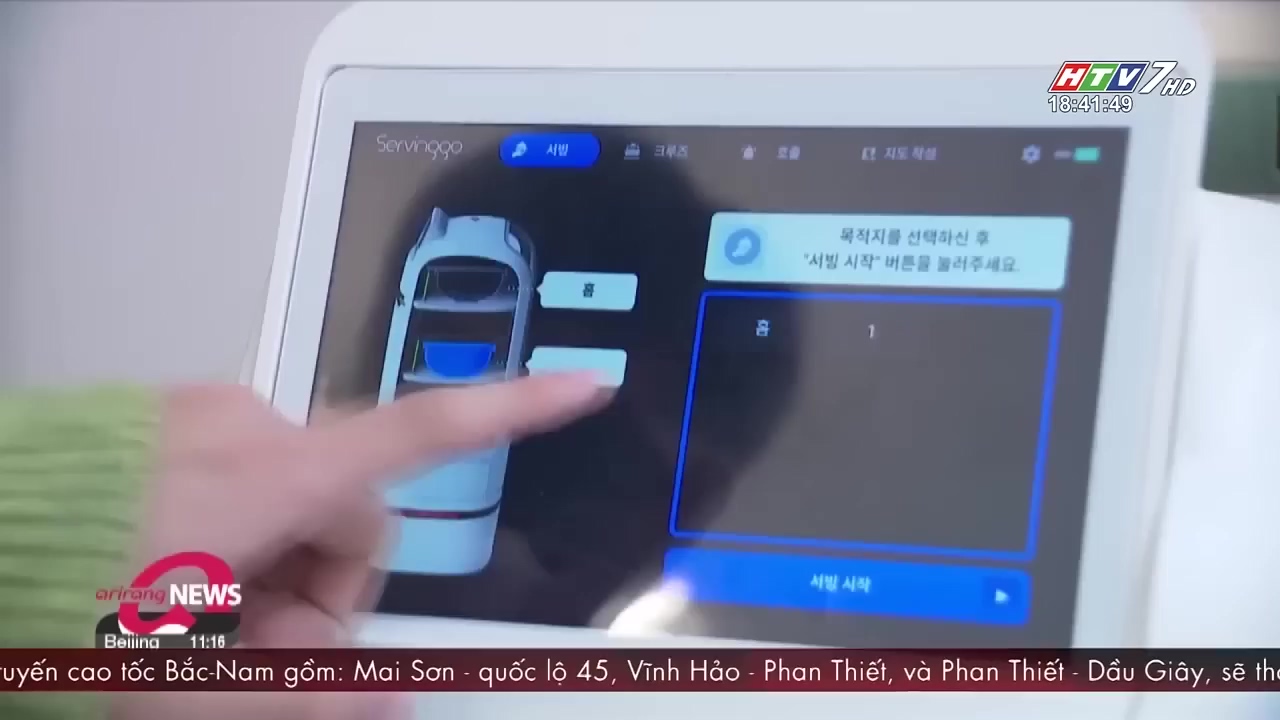 HTV7 HD
18:41:49
Servinggo 서빙 크루즈 호출 지도 작성
목적지를 선택하신 후
"서빙 시작" 버튼을 눌러주세요.
홈
홈 1
서빙 시작
arirang NEWS
Beijing 11:16
tuyến cao tốc Bắc-Nam gồm: Mai Sơn - quốc lộ 45, Vĩnh Hảo - Phan Thiết, và Phan Thiết - Dầu Giây, sẽ